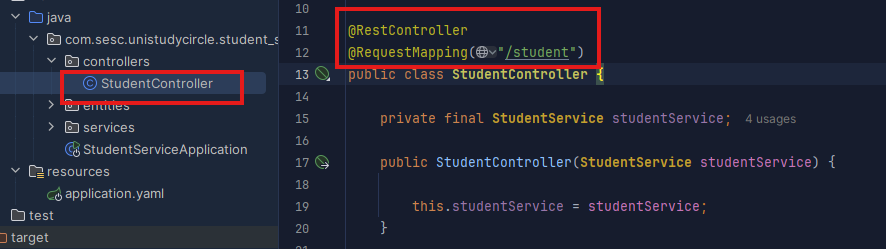 java
com.sesc.unistudycircle.student_s
controllers
StudentController
entities
services
StudentServiceApplication
resources
application.yaml
test
target
10
11 @RestController
12 @RequestMapping("/student")
13 public class StudentController {
14
15 private final StudentService studentService; 4 usages
16
17 public StudentController(StudentService studentService) {
18
19 this.studentService = studentService;
20 }